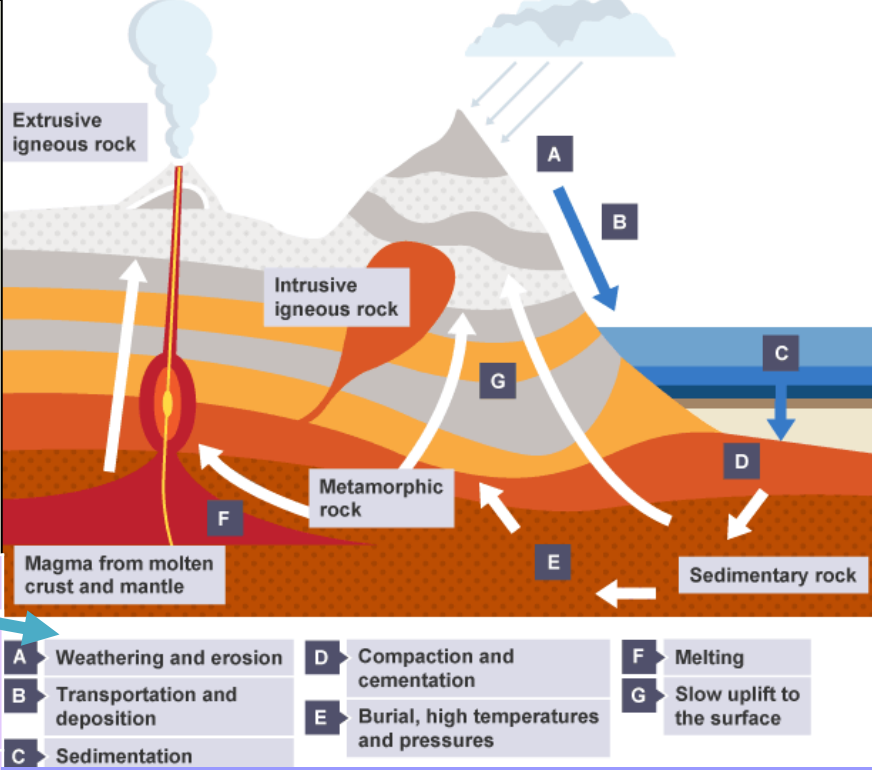 Extrusive
igneous rock
A
B
Intrusive
igneous rock
C
G
D
Metamorphic
rock
F
E
Magma from molten
crust and mantle
Sedimentary rock
A Weathering and erosion
B Transportation and
deposition
C Sedimentation
D Compaction and
cementation
E Burial, high temperatures
and pressures
F Melting
G Slow uplift to
the surface